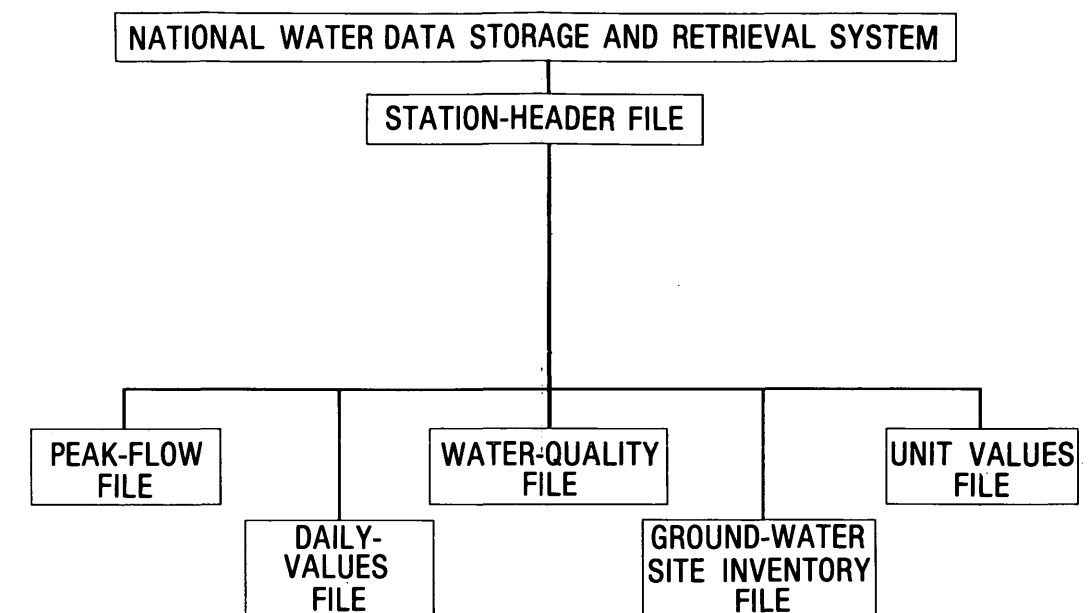 NATIONAL WATER DATA STORAGE AND RETRIEVAL SYSTEM
STATION-HEADER FILE
PEAK-FLOW
FILE
DAILY-
VALUES
FILE
WATER-QUALITY
FILE
GROUND-WATER
SITE INVENTORY
FILE
UNIT VALUES
FILE